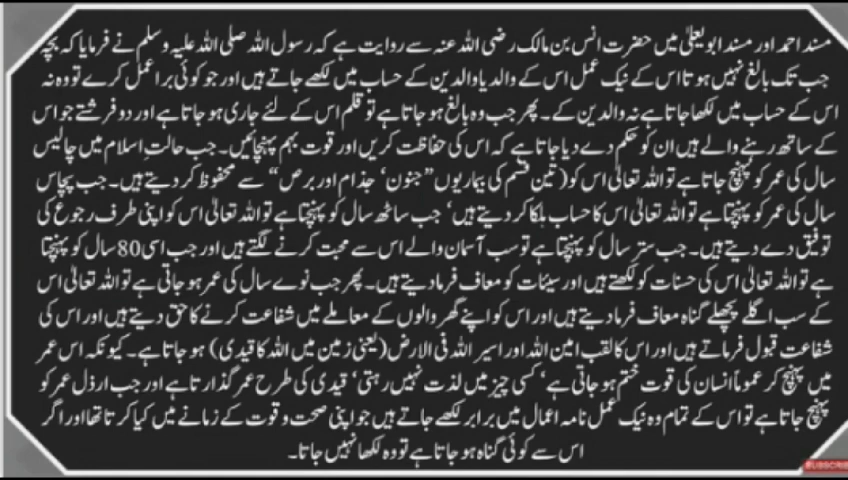 مسند احمد اور مسند ابو یعلیٰ میں حضرت انس بن مالک رضی اللہ عنہ سے روایت ہے کہ رسول اللہ صلی اللہ علیہ وسلم نے فرمایا کہ بچہ
جب تک بالغ نہیں ہوتا اس کے نیک عمل اس کے والد یا والدین کے حساب میں لکھے جاتے ہیں اور جو کوئی برا عمل کرے تو وہ نہ
اس کے حساب میں لکھا جاتا ہے نہ والدین کے۔ پھر جب وہ بالغ ہو جاتا ہے تو قلم اس کے لئے جاری ہو جاتا ہے اور دو فرشتے جو اس
کے ساتھ رہنے والے ہیں ان کو حکم دے دیا جاتا ہے کہ اس کی حفاظت کریں اور قوت بہم پہنچائیں۔ جب حالتِ اسلام میں چالیس
سال کی عمر کو پہنچ جاتا ہے تو اللہ تعالیٰ اس کو (تین قسم کی بیماریوں "جنون، جذام اور برص" سے محفوظ کر دیتے ہیں۔ جب پچاس
سال کی عمر کو پہنچتا ہے تو اللہ تعالیٰ اس کا حساب ہلکا کر دیتے ہیں، جب ساٹھ سال کو پہنچتا ہے تو اللہ تعالیٰ اس کو اپنی طرف رجوع کی
توفیق دے دیتے ہیں۔ جب ستر سال کو پہنچتا ہے تو سب آسمان والے اس سے محبت کرنے لگتے ہیں اور جب اسی 80 سال کو پہنچتا
ہے تو اللہ تعالیٰ اس کی حسنات کو لکھتے ہیں اور سیئات کو معاف فرما دیتے ہیں۔ پھر جب نوے سال کی عمر ہو جاتی ہے تو اللہ تعالیٰ اس
کے سب اگلے پچھلے گناہ معاف فرما دیتے ہیں اور اس کو اپنے گھر والوں کے معاملے میں شفاعت کرنے کا حق دیتے ہیں اور اس کی
شفاعت قبول فرماتے ہیں اور اس کا لقب امین اللہ اور اسیر اللہ فی الارض (یعنی زمین میں اللہ کا قیدی) ہو جاتا ہے۔ کیونکہ اس عمر
میں پہنچ کر عموماً انسان کی قوت ختم ہو جاتی ہے، کسی چیز میں لذت نہیں رہتی، قیدی کی طرح عمر گذارتا ہے اور جب ارذل عمر کو
پہنچ جاتا ہے تو اس کے تمام وہ نیک عمل نامہ اعمال میں برابر لکھے جاتے ہیں جو اپنی صحت و قوت کے زمانے میں کیا کرتا تھا اور اگر
اس سے کوئی گناہ ہو جاتا ہے تو وہ لکھا نہیں جاتا۔